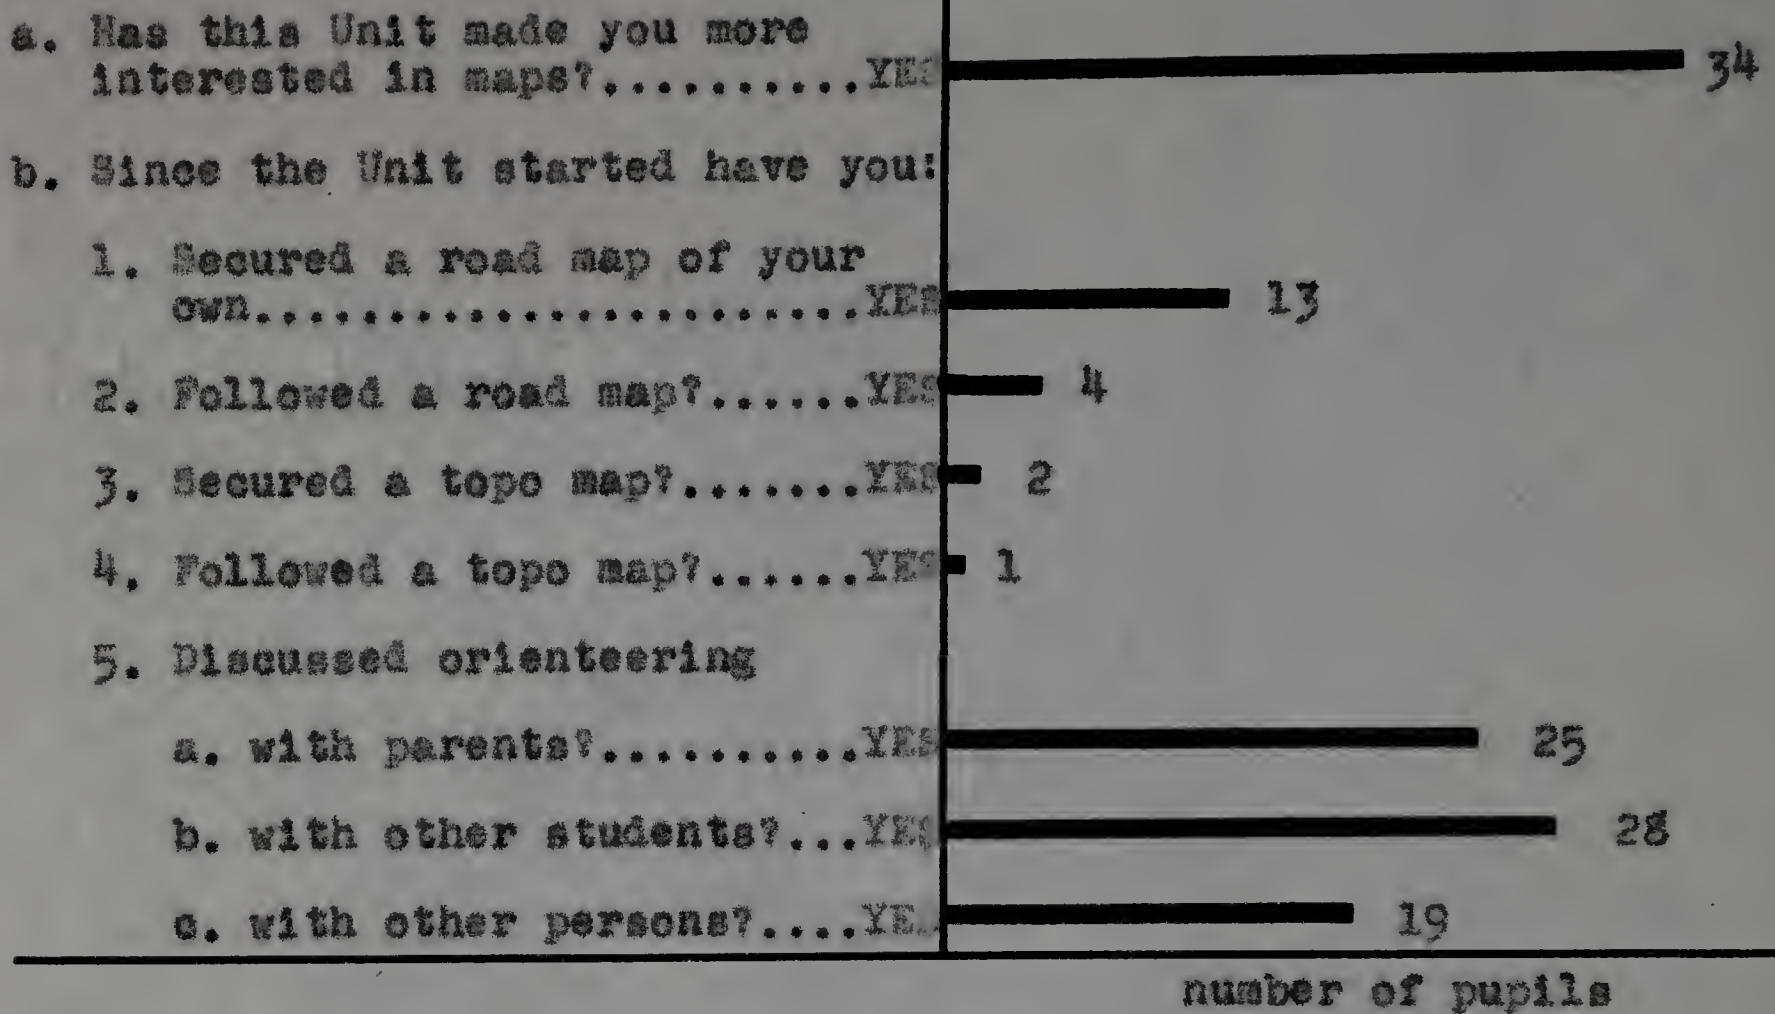 a. Has this Unit made you more
interested in maps?..........YES 34
b. Since the Unit started have you:
1. Secured a road map of your
own.......................YES 13
2. Followed a road map?......YES 4
3. Secured a topo map?.......YES 2
4. Followed a topo map?......YES 1
5. Discussed orienteering
a. with parents?..........YES 25
b. with other students?...YES 28
c. with other persons?....YES 19
number of pupils